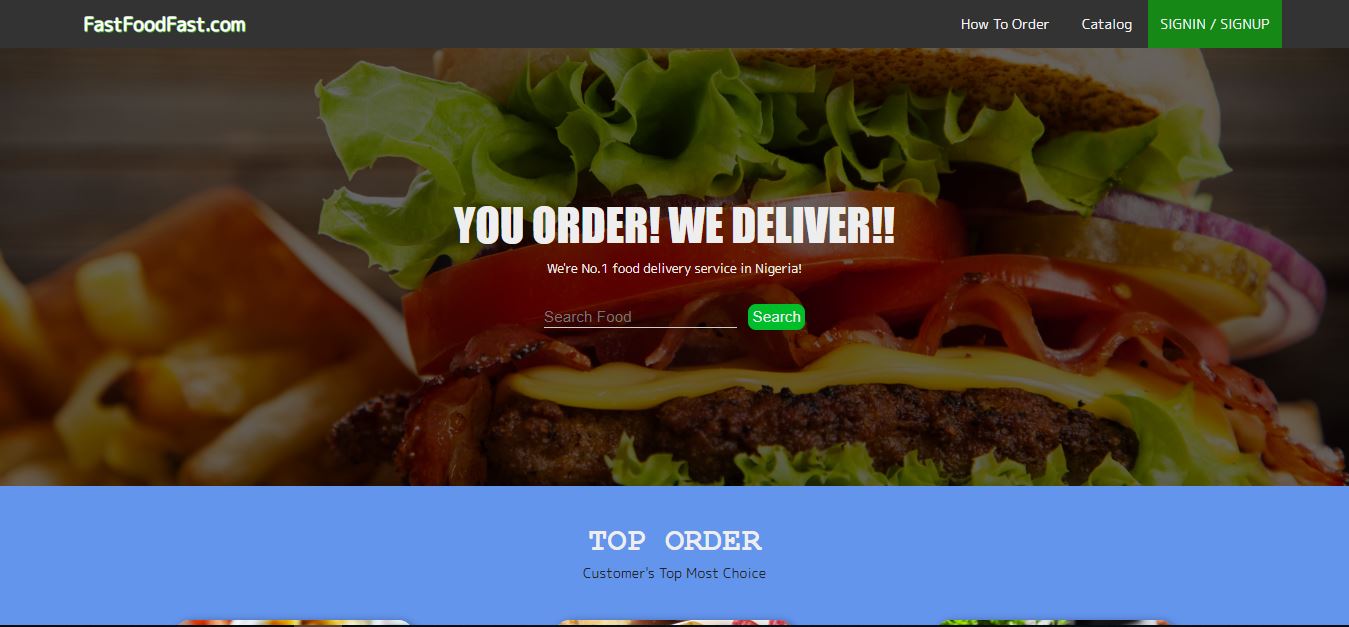 FastFoodFast.com
How To Order
Catalog
SIGNIN / SIGNUP
YOU ORDER! WE DELIVER!!
We're No.1 food delivery service in Nigeria!
Search Food
Search
TOP ORDER
Customer's Top Most Choice